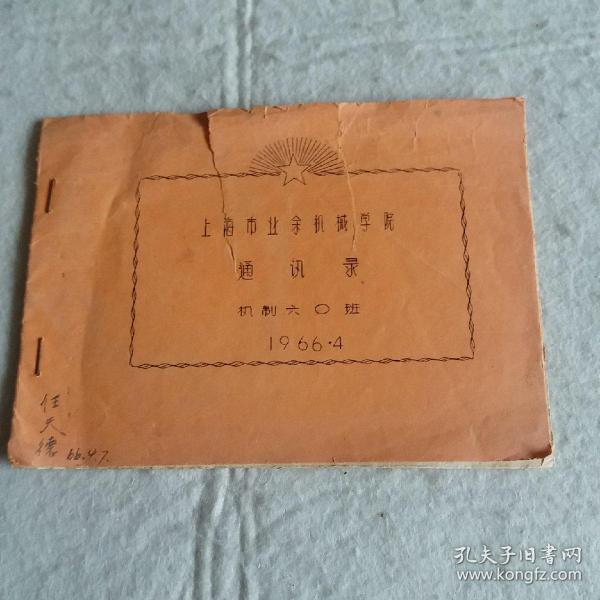 上海市业余机械学院
通讯录
机制六〇班
1966.4
任天德 66.4.7.
孔夫子旧书网
www.kongfz.com